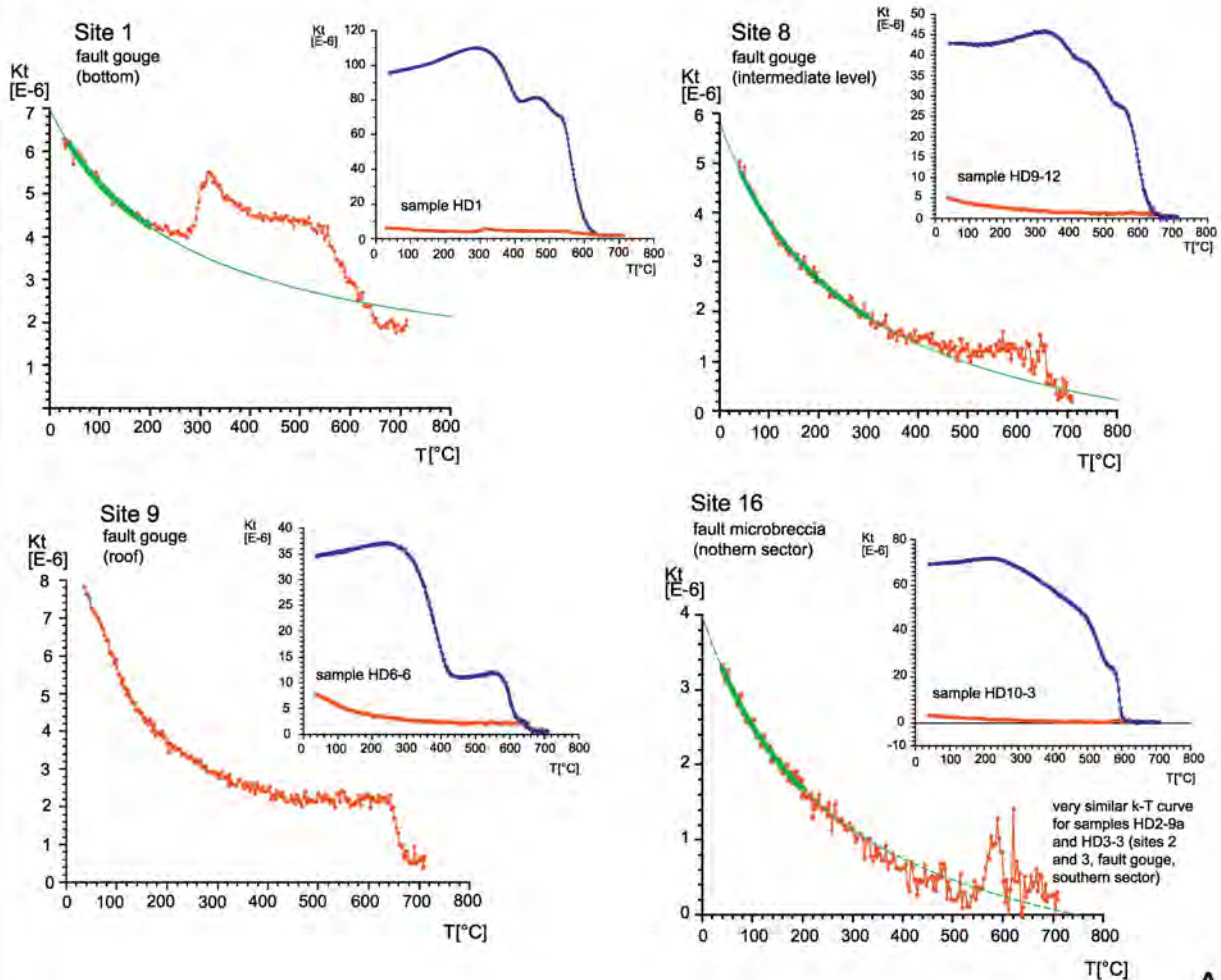 Site 1
fault gouge
(bottom)
Kt
[E-6]
7
6
5
4
3
2
1
0 100 200 300 400 500 600 700 800
T[°C]
Kt
[E-6]
120
100
80
60
40
20
0
sample HD1
0 100 200 300 400 500 600 700 800
T[°C]
Site 8
fault gouge
(intermediate level)
Kt
[E-6]
6
5
4
3
2
1
0
0 100 200 300 400 500 600 700 800
T[°C]
Kt
[E-6]
50
45
40
35
30
25
20
15
10
5
0
sample HD9-12
0 100 200 300 400 500 600 700 800
T[°C]
Site 9
fault gouge
(roof)
Kt
[E-6]
8
7
6
5
4
3
2
1
0
0 100 200 300 400 500 600 700 800
T[°C]
Kt
[E-6]
40
35
30
25
20
15
10
5
0
sample HD6-6
0 100 200 300 400 500 600 700 800
T[°C]
Site 16
fault microbreccia
(nothern sector)
Kt
[E-6]
4
3
2
1
0
0 100 200 300 400 500 600 700 800
T[°C]
Kt
[E-6]
80
60
40
20
0
-10
sample HD10-3
0 100 200 300 400 500 600 700 800
T[°C]
very similar k-T curve
for samples HD2-9a
and HD3-3 (sites 2
and 3, fault gouge,
southern sector)